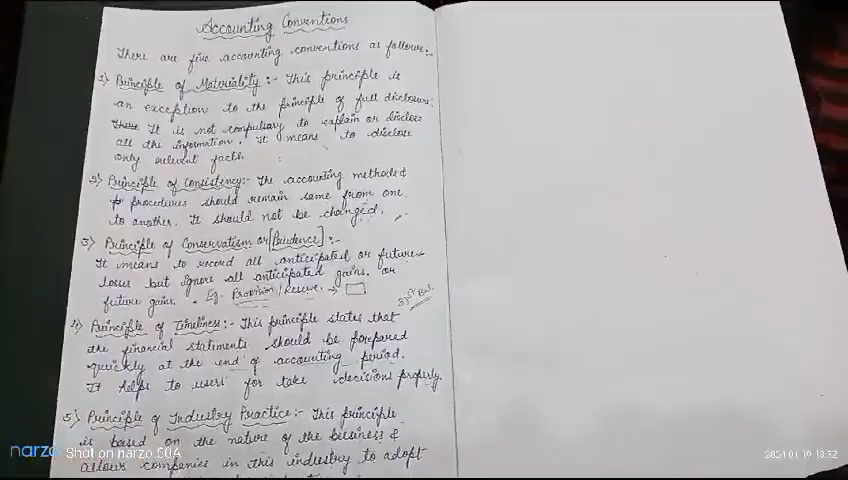 Accounting Conventions
There are five accounting conventions as follows:-
1) Principle of Materiality :- This principle is
an exception to the principle of full disclosure.
These It is not compulsary to explain or disclose
all the information. It means to disclose
only relevent facts.
2) Principle of Consistency:- The accounting methods &
p procedures should remain same from one
to another. It should not be changed.
3) Principle of Conservatism or [Prudence] :-
It means to record all anticipated or future
losses but ignore all anticipated gains. or
future gains. Eg. Provision / Reserve. →
31st Bal.
4) Principle of Timeliness :- This principle states that
the financial statements should be prepared
quickly at the end of accounting period.
It helps to users for take decisions properly.
5) Principle of Industry Practice :- This principle
is based on the nature of the business &
allows companies in this industry to adopt
narzo Shot on narzo 50A
2024.01.10 13:32